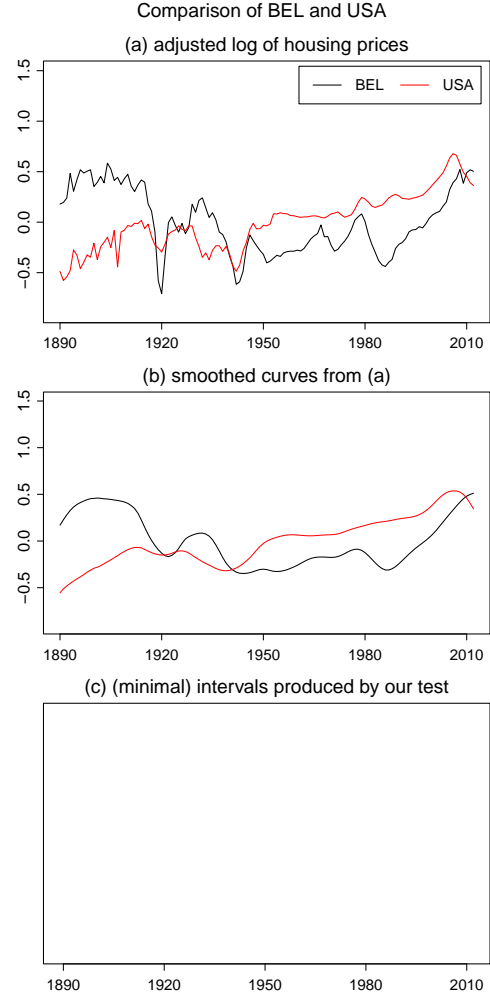 Comparison of BEL and USA
(a) adjusted log of housing prices
BEL USA
1.5
1.0
0.5
0.0
−0.5
1890 1920 1950 1980 2010
(b) smoothed curves from (a)
1.5
1.0
0.5
0.0
−0.5
1890 1920 1950 1980 2010
(c) (minimal) intervals produced by our test
1890 1920 1950 1980 2010